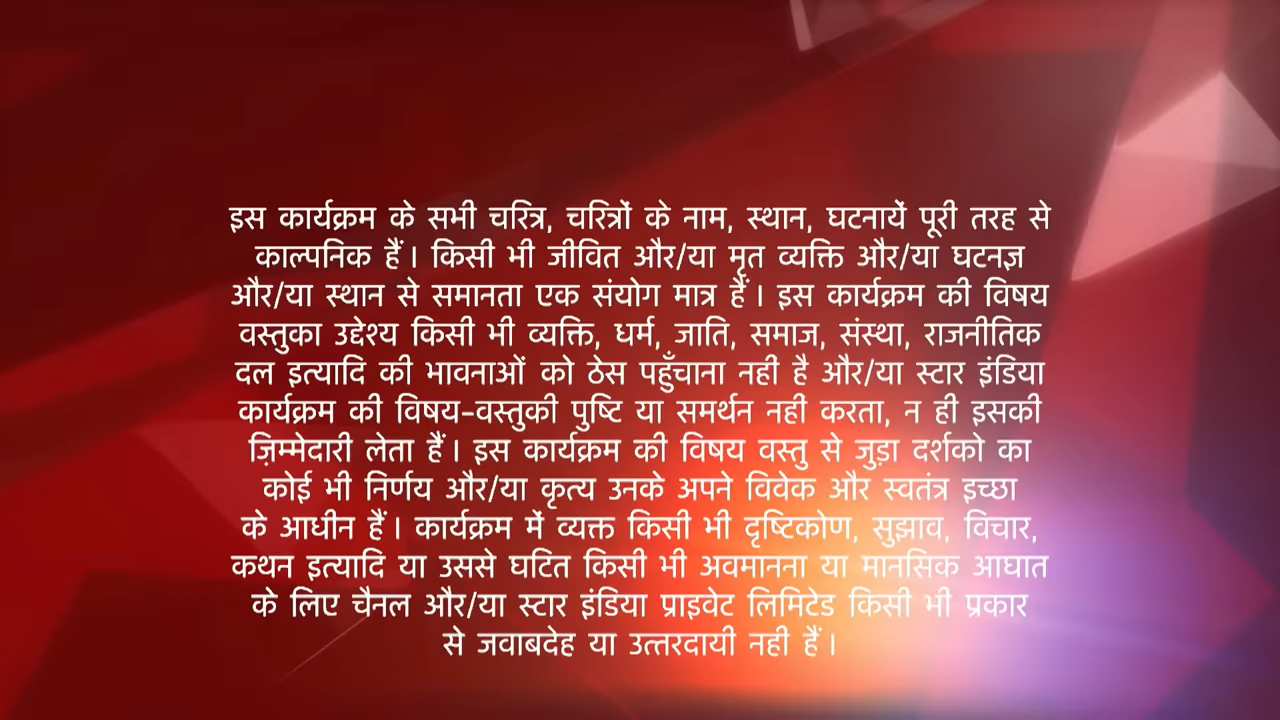 इस कार्यक्रम के सभी चरित्र, चरित्रों के नाम, स्थान, घटनायें पूरी तरह से
काल्पनिक हैं। किसी भी जीवित और/या मृत व्यक्ति और/या घटनज्ञ
और/या स्थान से समानता एक संयोग मात्र हैं। इस कार्यक्रम की विषय
वस्तुका उद्देश्य किसी भी व्यक्ति, धर्म, जाति, समाज, संस्था, राजनीतिक
दल इत्यादि की भावनाओं को ठेस पहुँचाना नही है और/या स्टार इंडिया
कार्यक्रम की विषय-वस्तुकी पुष्टि या समर्थन नही करता, न ही इसकी
ज़िम्मेदारी लेता हैं। इस कार्यक्रम की विषय वस्तु से जुड़ा दर्शको का
कोई भी निर्णय और/या कृत्य उनके अपने विवेक और स्वतंत्र इच्छा
के आधीन हैं। कार्यक्रम में व्यक्त किसी भी दृष्टिकोण, सुझाव, विचार,
कथन इत्यादि या उससे घटित किसी भी अवमानना या मानसिक आघात
के लिए चैनल और/या स्टार इंडिया प्राइवेट लिमिटेड किसी भी प्रकार
से जवाबदेह या उत्तरदायी नही हैं।